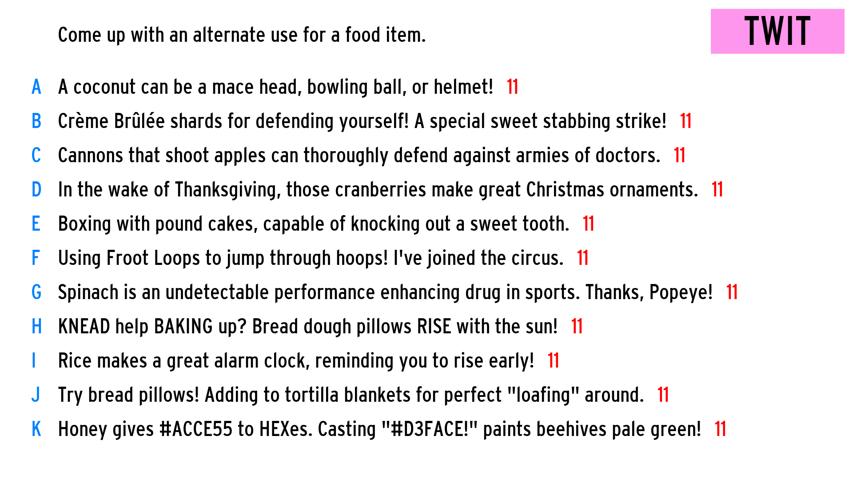 Come up with an alternate use for a food item.
TWIT
A A coconut can be a mace head, bowling ball, or helmet! 11
B Crème Brûlée shards for defending yourself! A special sweet stabbing strike! 11
C Cannons that shoot apples can thoroughly defend against armies of doctors. 11
D In the wake of Thanksgiving, those cranberries make great Christmas ornaments. 11
E Boxing with pound cakes, capable of knocking out a sweet tooth. 11
F Using Froot Loops to jump through hoops! I've joined the circus. 11
G Spinach is an undetectable performance enhancing drug in sports. Thanks, Popeye! 11
H KNEAD help BAKING up? Bread dough pillows RISE with the sun! 11
I Rice makes a great alarm clock, reminding you to rise early! 11
J Try bread pillows! Adding to tortilla blankets for perfect "loafing" around. 11
K Honey gives #ACCE55 to HEXes. Casting "#D3FACE!" paints beehives pale green! 11